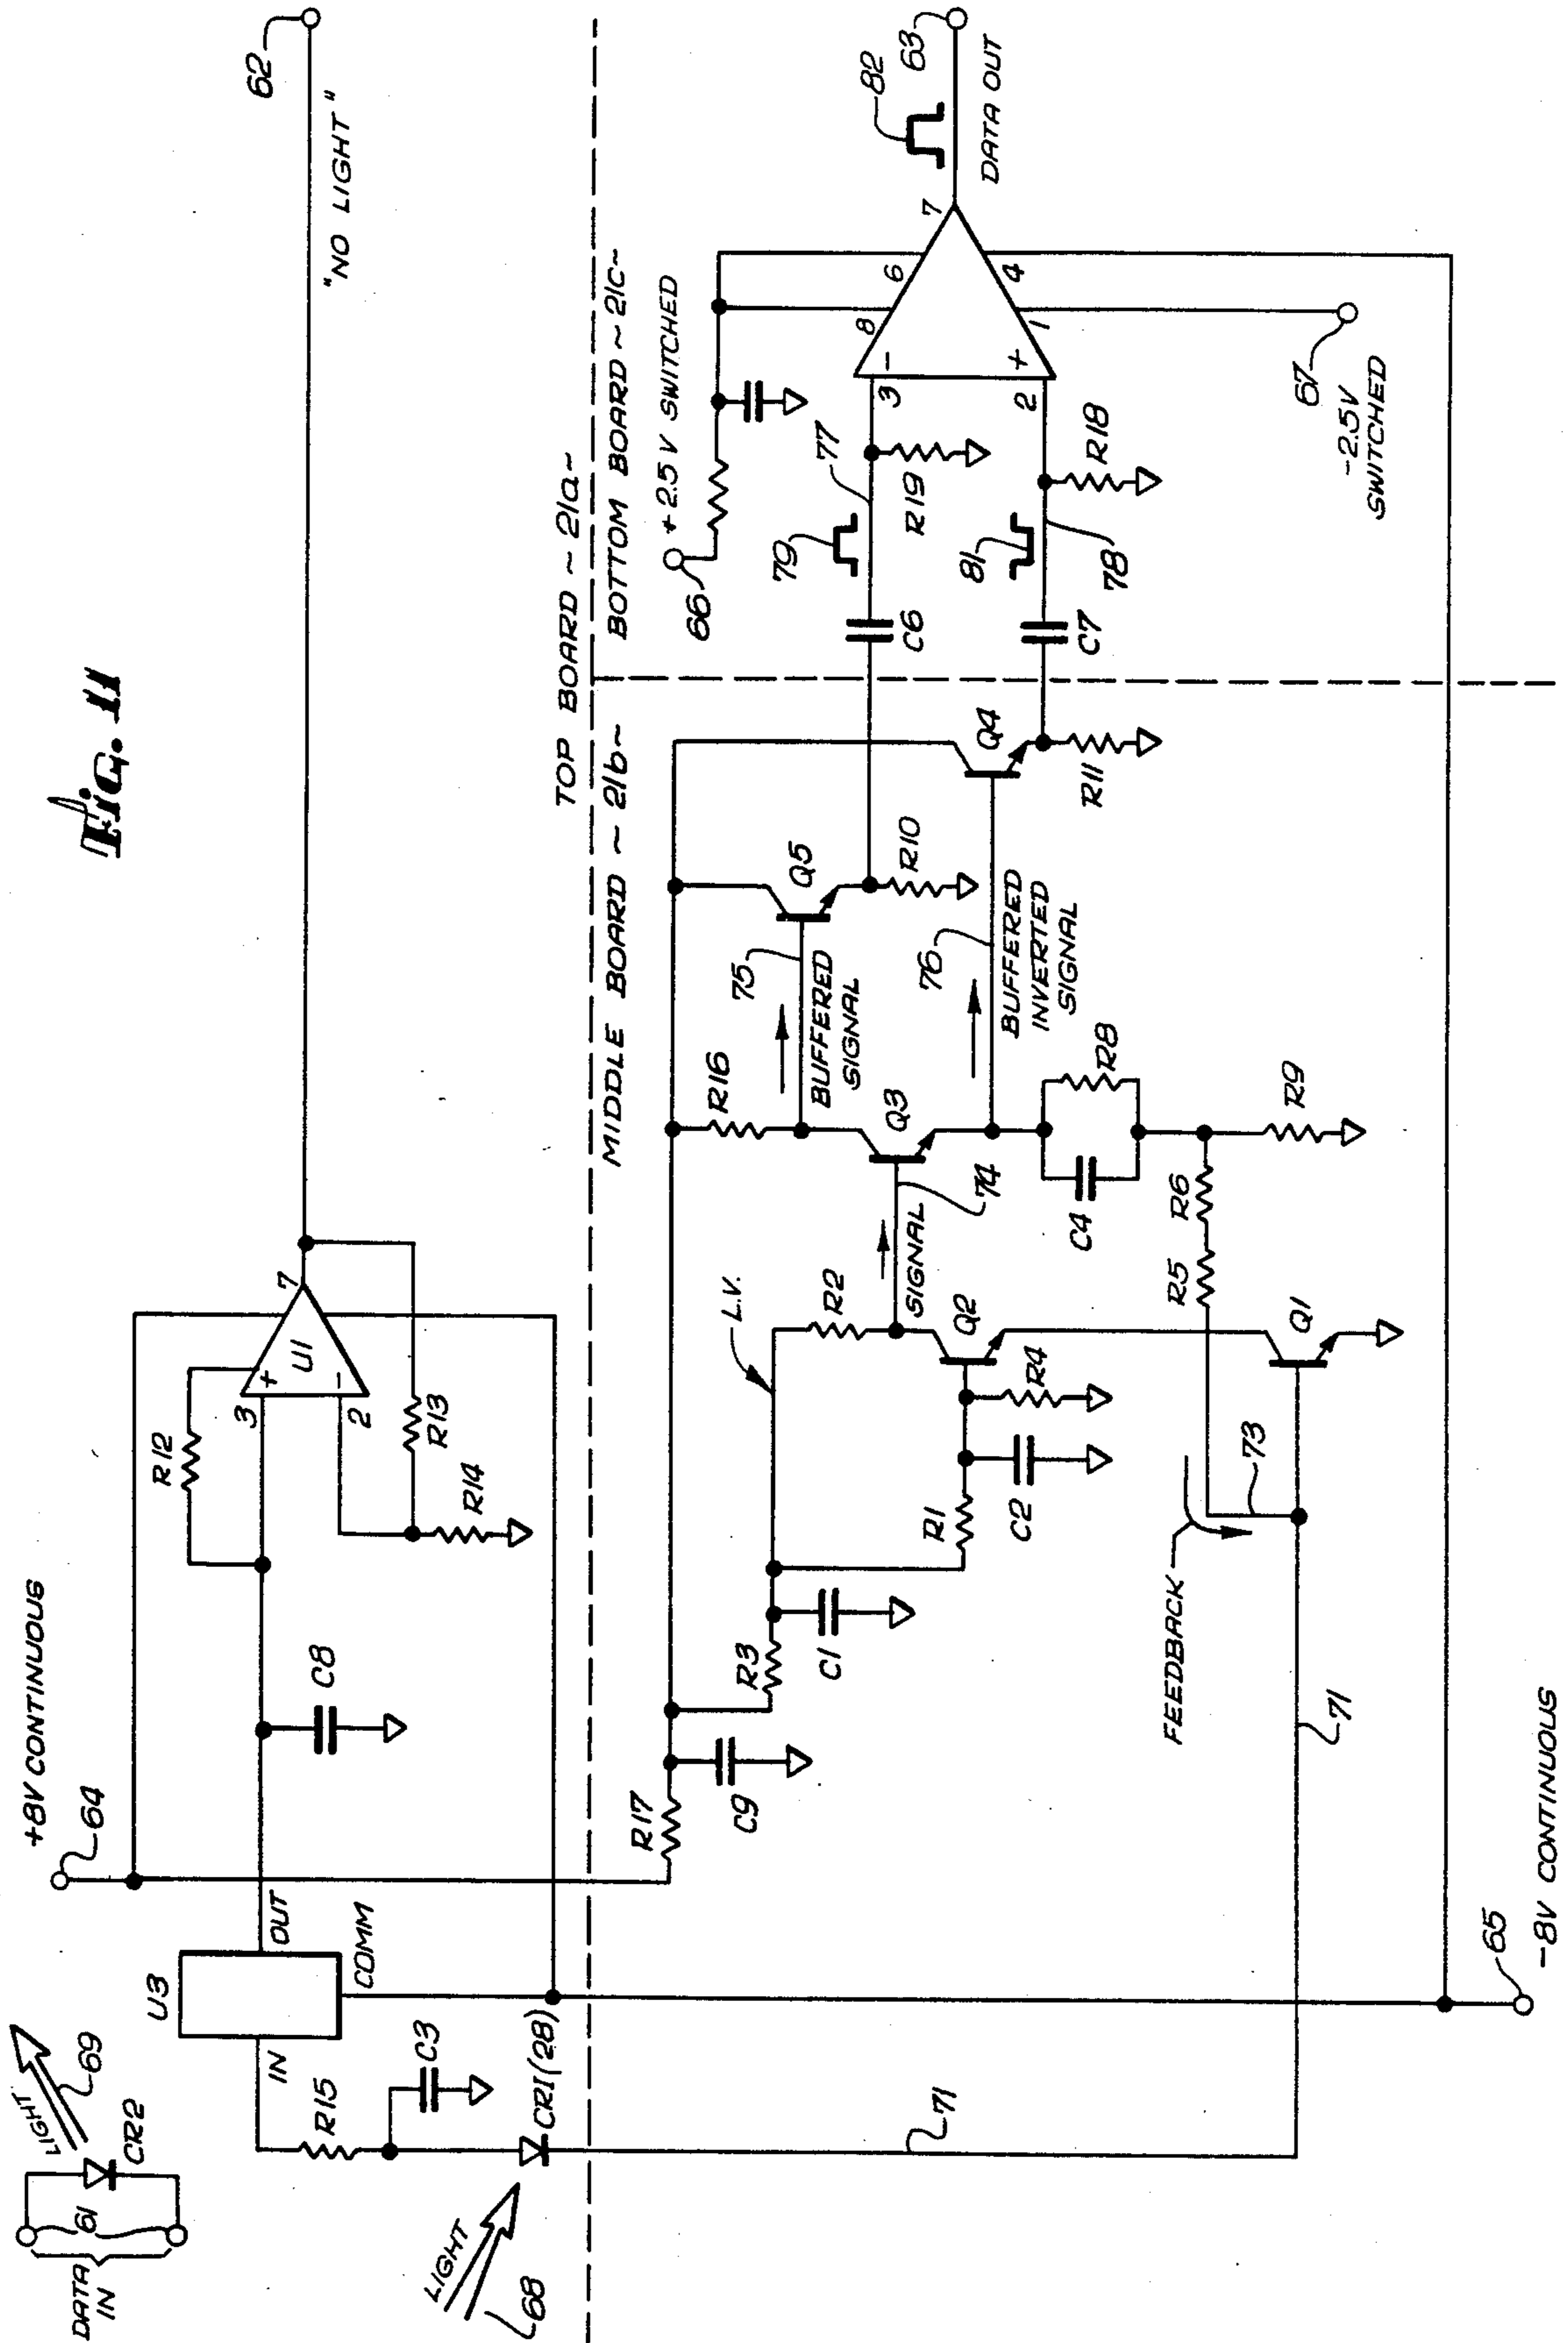 Fig. 11
+8V CONTINUOUS
64
62
"NO LIGHT"
DATA IN
61
LIGHT
69
CR2
U3
IN
OUT
COMM
R15
C3
CR1(28)
LIGHT
68
C8
R12
3
+
U1
-
2
7
R13
R14
TOP BOARD ~ 21a~
MIDDLE BOARD ~ 21b~
BOTTOM BOARD ~ 21c~
R17
C9
R3
C1
L.V.
R2
SIGNAL
74
R1
C2
R4
Q2
Q1
FEEDBACK
73
71
71
R5
R6
R9
C4
R8
Q3
R16
75
BUFFERED
SIGNAL
76
BUFFERED
INVERTED
SIGNAL
Q5
R10
Q4
R11
66
+2.5 V SWITCHED
C6
79
77
R19
C7
81
78
R18
3
-
2
+
8
6
1
4
7
82
63
DATA OUT
67
-2.5V
SWITCHED
65
-8V CONTINUOUS